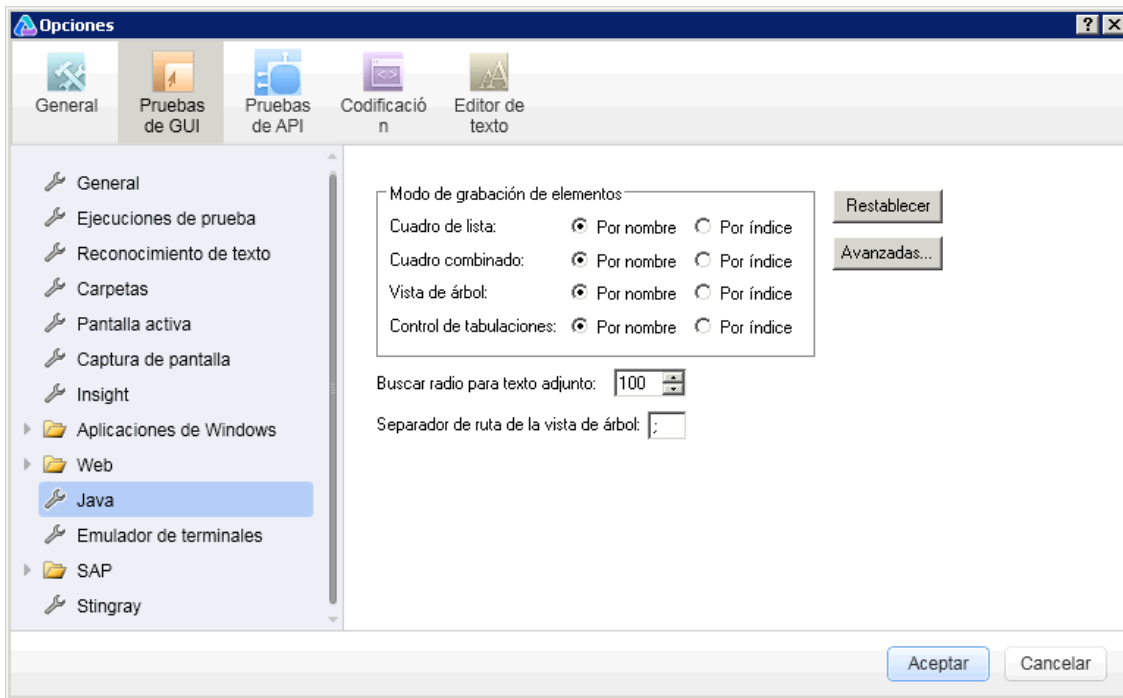 Opciones
General
Pruebas
de GUI
Pruebas
de API
Codificació
n
Editor de
texto
General
Ejecuciones de prueba
Reconocimiento de texto
Carpetas
Pantalla activa
Captura de pantalla
Insight
Aplicaciones de Windows
Web
Java
Emulador de terminales
SAP
Stingray
Modo de grabación de elementos
Cuadro de lista: Por nombre Por índice
Cuadro combinado: Por nombre Por índice
Vista de árbol: Por nombre Por índice
Control de tabulaciones: Por nombre Por índice
Restablecer
Avanzadas...
Buscar radio para texto adjunto: 100
Separador de ruta de la vista de árbol: ;
Aceptar Cancelar